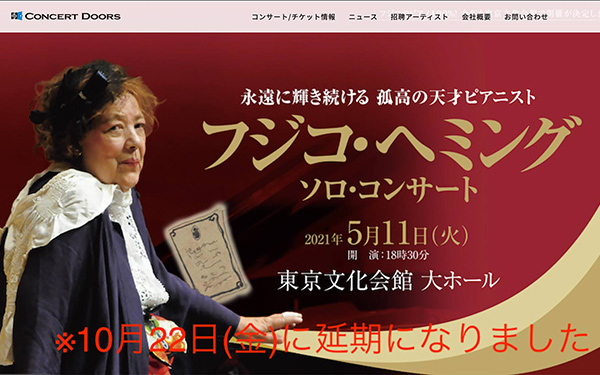 CONCERT DOORS
コンサート/チケット情報 ニュース 招聘アーティスト 会社概要 お問い合わせ
永遠に輝き続ける 孤高の天才ピアニスト
フジコ・ヘミング
ソロ・コンサート
2021年 5月11日(火)
開 演:18時30分
東京文化会館 大ホール
※10月22日(金)に延期になりました